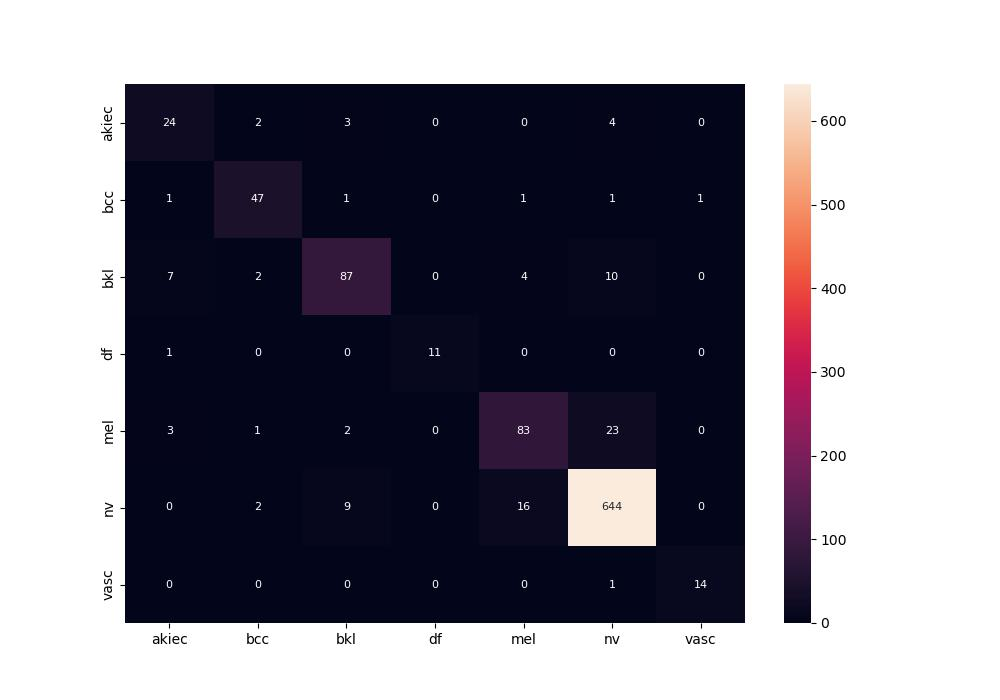 akiec 24 2 3 0 0 4 0
bcc 1 47 1 0 1 1 1
bkl 7 2 87 0 4 10 0
df 1 0 0 11 0 0 0
mel 3 1 2 0 83 23 0
nv 0 2 9 0 16 644 0
vasc 0 0 0 0 0 1 14
akiec bcc bkl df mel nv vasc
600
500
400
300
200
100
0